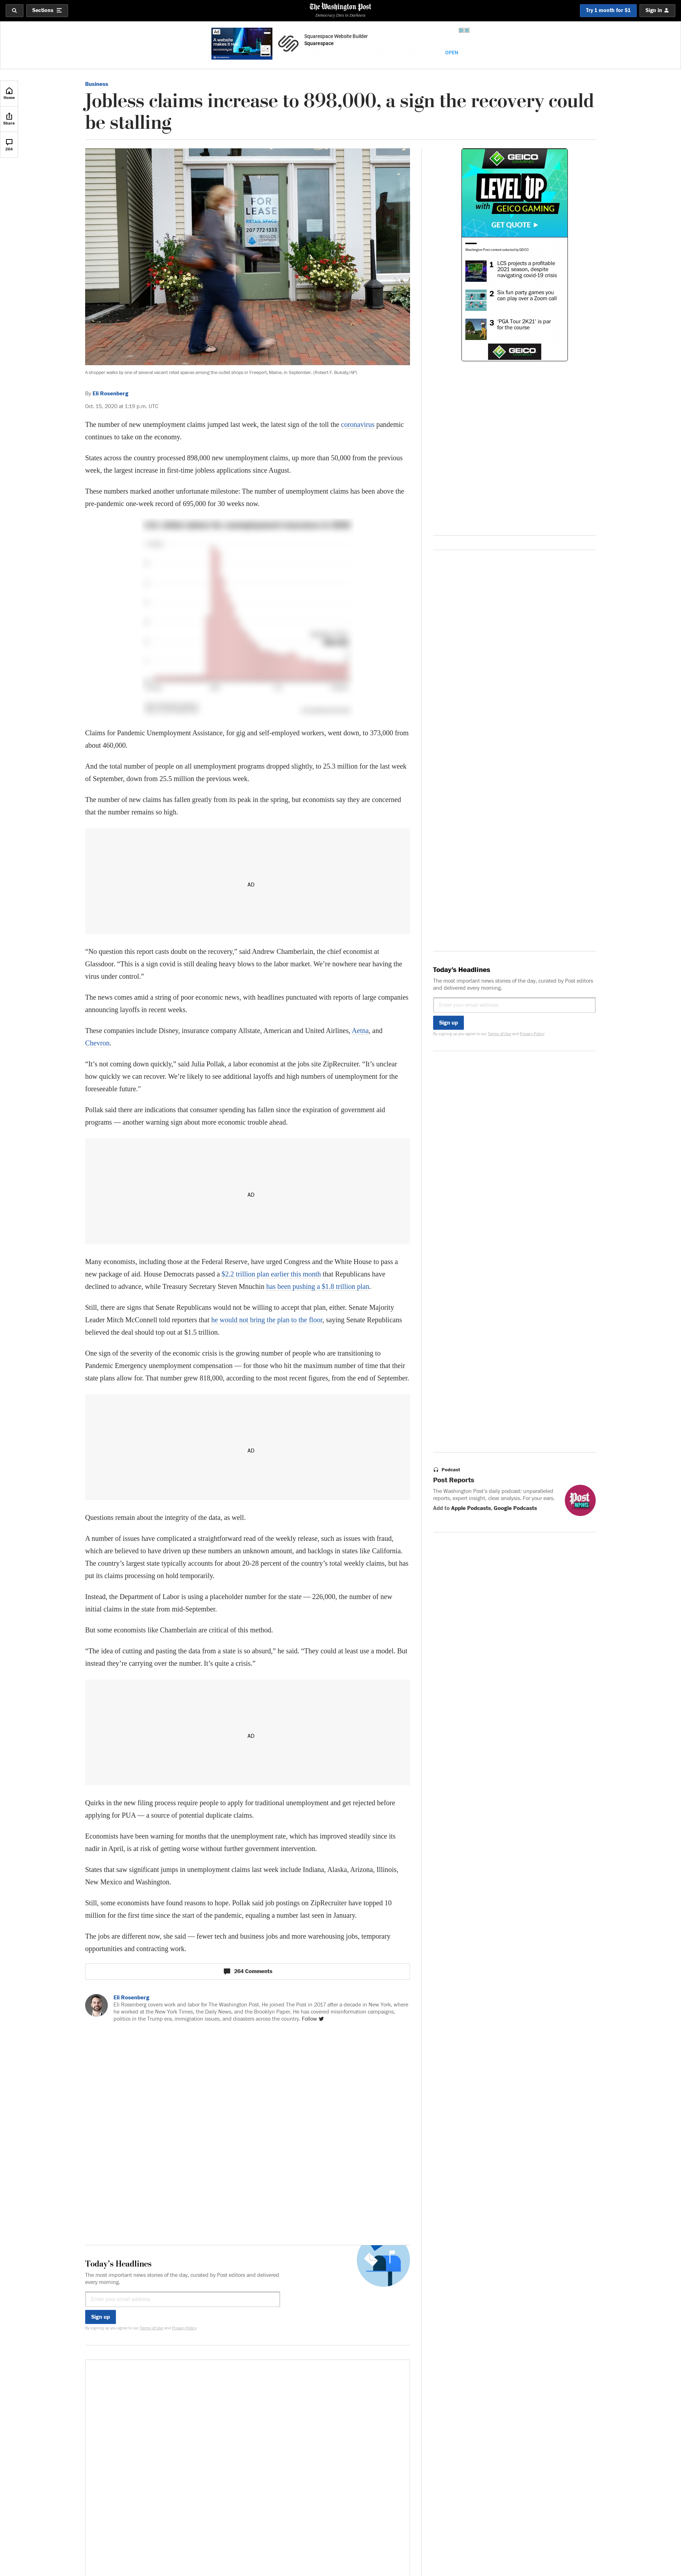 Sections
The Washington Post
Democracy Dies in Darkness
Try 1 month for $1
Sign in
Ad
A website
makes it real
Squarespace Website Builder
Squarespace
OPEN
Home
Share
264
Business
Jobless claims increase to 898,000, a sign the recovery could
be stalling
FOR
LEASE
RETAIL SPACE
207 772 1333
BOULOS
A shopper walks by one of several vacant retail spaces among the outlet shops in Freeport, Maine, in September. (Robert F. Bukaty/AP)
By Eli Rosenberg
Oct. 15, 2020 at 1:19 p.m. UTC
The number of new unemployment claims jumped last week, the latest sign of the toll the coronavirus pandemic
continues to take on the economy.
States across the country processed 898,000 new unemployment claims, up more than 50,000 from the previous
week, the largest increase in first-time jobless applications since August.
These numbers marked another unfortunate milestone: The number of unemployment claims has been above the
pre-pandemic one-week record of 695,000 for 30 weeks now.
Claims for Pandemic Unemployment Assistance, for gig and self-employed workers, went down, to 373,000 from
about 460,000.
And the total number of people on all unemployment programs dropped slightly, to 25.3 million for the last week
of September, down from 25.5 million the previous week.
The number of new claims has fallen greatly from its peak in the spring, but economists say they are concerned
that the number remains so high.
AD
“No question this report casts doubt on the recovery,” said Andrew Chamberlain, the chief economist at
Glassdoor. “This is a sign covid is still dealing heavy blows to the labor market. We’re nowhere near having the
virus under control.”
The news comes amid a string of poor economic news, with headlines punctuated with reports of large companies
announcing layoffs in recent weeks.
These companies include Disney, insurance company Allstate, American and United Airlines, Aetna, and
Chevron.
“It’s not coming down quickly,” said Julia Pollak, a labor economist at the jobs site ZipRecruiter. “It’s unclear
how quickly we can recover. We’re likely to see additional layoffs and high numbers of unemployment for the
foreseeable future.”
Pollak said there are indications that consumer spending has fallen since the expiration of government aid
programs — another warning sign about more economic trouble ahead.
AD
Many economists, including those at the Federal Reserve, have urged Congress and the White House to pass a
new package of aid. House Democrats passed a $2.2 trillion plan earlier this month that Republicans have
declined to advance, while Treasury Secretary Steven Mnuchin has been pushing a $1.8 trillion plan.
Still, there are signs that Senate Republicans would not be willing to accept that plan, either. Senate Majority
Leader Mitch McConnell told reporters that he would not bring the plan to the floor, saying Senate Republicans
believed the deal should top out at $1.5 trillion.
One sign of the severity of the economic crisis is the growing number of people who are transitioning to
Pandemic Emergency unemployment compensation — for those who hit the maximum number of time that their
state plans allow for. That number grew 818,000, according to the most recent figures, from the end of September.
AD
Questions remain about the integrity of the data, as well.
A number of issues have complicated a straightforward read of the weekly release, such as issues with fraud,
which are believed to have driven up these numbers an unknown amount, and backlogs in states like California.
The country’s largest state typically accounts for about 20-28 percent of the country’s total weekly claims, but has
put its claims processing on hold temporarily.
Instead, the Department of Labor is using a placeholder number for the state — 226,000, the number of new
initial claims in the state from mid-September.
But some economists like Chamberlain are critical of this method.
“The idea of cutting and pasting the data from a state is so absurd,” he said. “They could at least use a model. But
instead they’re carrying over the number. It’s quite a crisis.”
AD
Quirks in the new filing process require people to apply for traditional unemployment and get rejected before
applying for PUA — a source of potential duplicate claims.
Economists have been warning for months that the unemployment rate, which has improved steadily since its
nadir in April, is at risk of getting worse without further government intervention.
States that saw significant jumps in unemployment claims last week include Indiana, Alaska, Arizona, Illinois,
New Mexico and Washington.
Still, some economists have found reasons to hope. Pollak said job postings on ZipRecruiter have topped 10
million for the first time since the start of the pandemic, equaling a number last seen in January.
The jobs are different now, she said — fewer tech and business jobs and more warehousing jobs, temporary
opportunities and contracting work.
264 Comments
Eli Rosenberg
Eli Rosenberg covers work and labor for The Washington Post. He joined The Post in 2017 after a decade in New York, where
he worked at the New York Times, the Daily News, and the Brooklyn Paper. He has covered misinformation campaigns,
politics in the Trump era, immigration issues, and disasters across the country. Follow
Today’s Headlines
The most important news stories of the day, curated by Post editors and delivered
every morning.
Enter your email address
Sign up
By signing up you agree to our Terms of Use and Privacy Policy
GEICO
LEVEL UP
with GEICO GAMING
GET QUOTE
Washington Post content selected by GEICO
1 LCS projects a profitable
2021 season, despite
navigating covid-19 crisis
2 Six fun party games you
can play over a Zoom call
3 ‘PGA Tour 2K21’ is par
for the course
GEICO
Today’s Headlines
The most important news stories of the day, curated by Post editors
and delivered every morning.
Enter your email address
Sign up
By signing up you agree to our Terms of Use and Privacy Policy
Podcast
Post Reports
The Washington Post’s daily podcast: unparalleled
reports, expert insight, clear analysis. For your ears.
Add to Apple Podcasts, Google Podcasts
Post
REPORTS